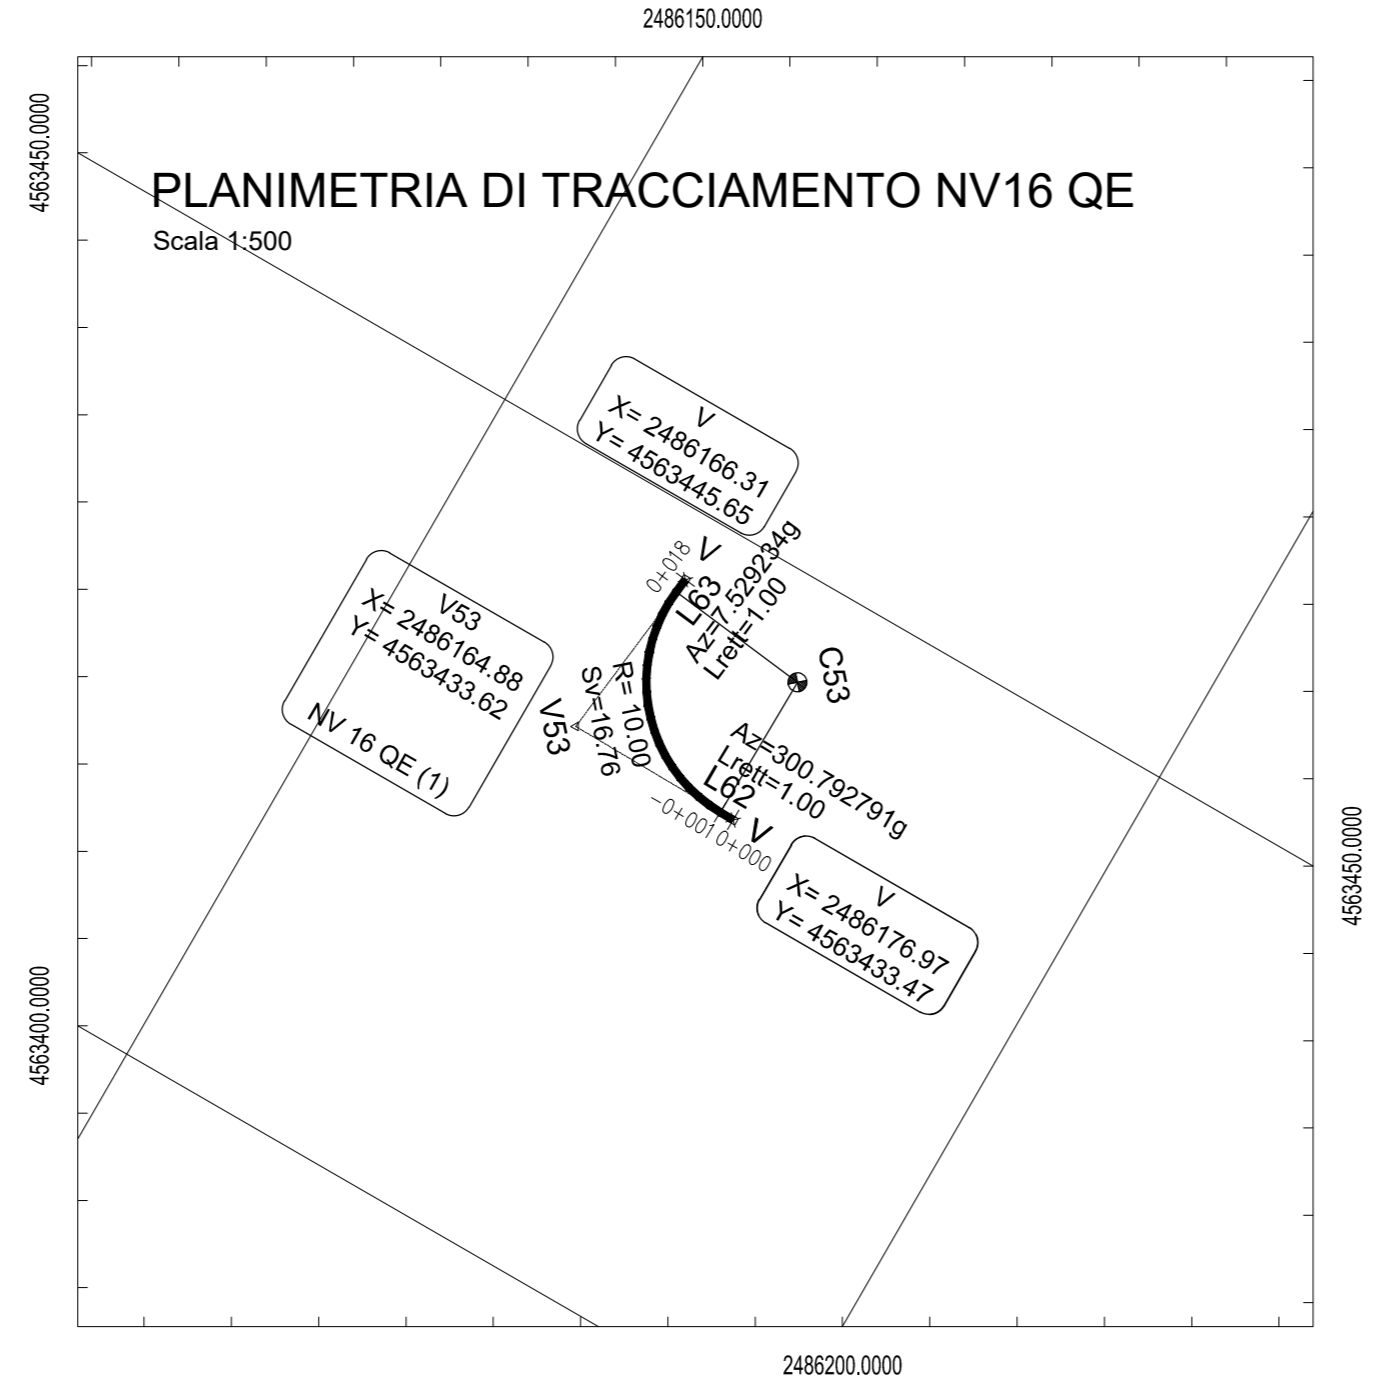 2486150.0000
4563450.0000
PLANIMETRIA DI TRACCIAMENTO NV16 QE
Scala 1:500
V
X= 2486166.31
Y= 4563445.65
0+018
V
L63
Az=7.529234g
Lrett=1.00
V53
X= 2486164.88
Y= 4563433.62
NV 16 QE (1)
V53
Sv=16.76
R= 10.00
C53
Az=300.792791g
Lrett=1.00
L62
V
-0+001
0+000
V
X= 2486176.97
Y= 4563433.47
4563450.0000
4563400.0000
2486200.0000